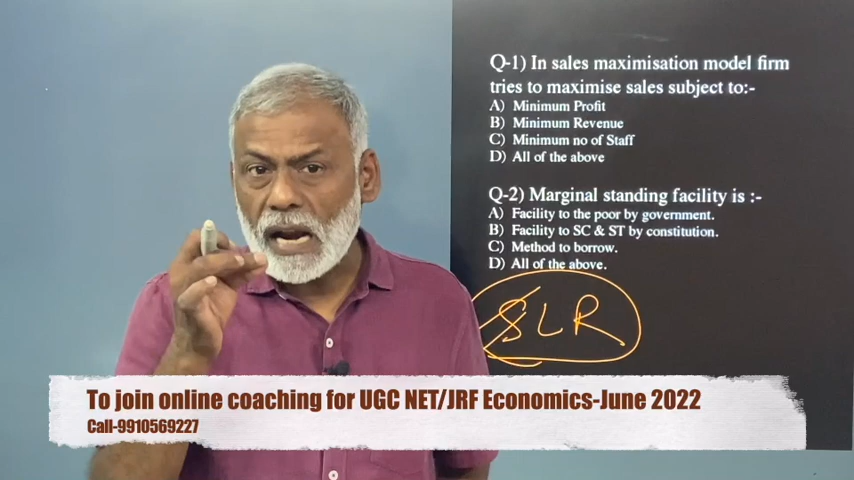 Q-1) In sales maximisation model firm
tries to maximise sales subject to:-
A) Minimum Profit
B) Minimum Revenue
C) Minimum no of Staff
D) All of the above
Q-2) Marginal standing facility is :-
A) Facility to the poor by government.
B) Facility to SC & ST by constitution.
C) Method to borrow.
D) All of the above.
SLR
To join online coaching for UGC NET/JRF Economics-June 2022
Call-9910569227